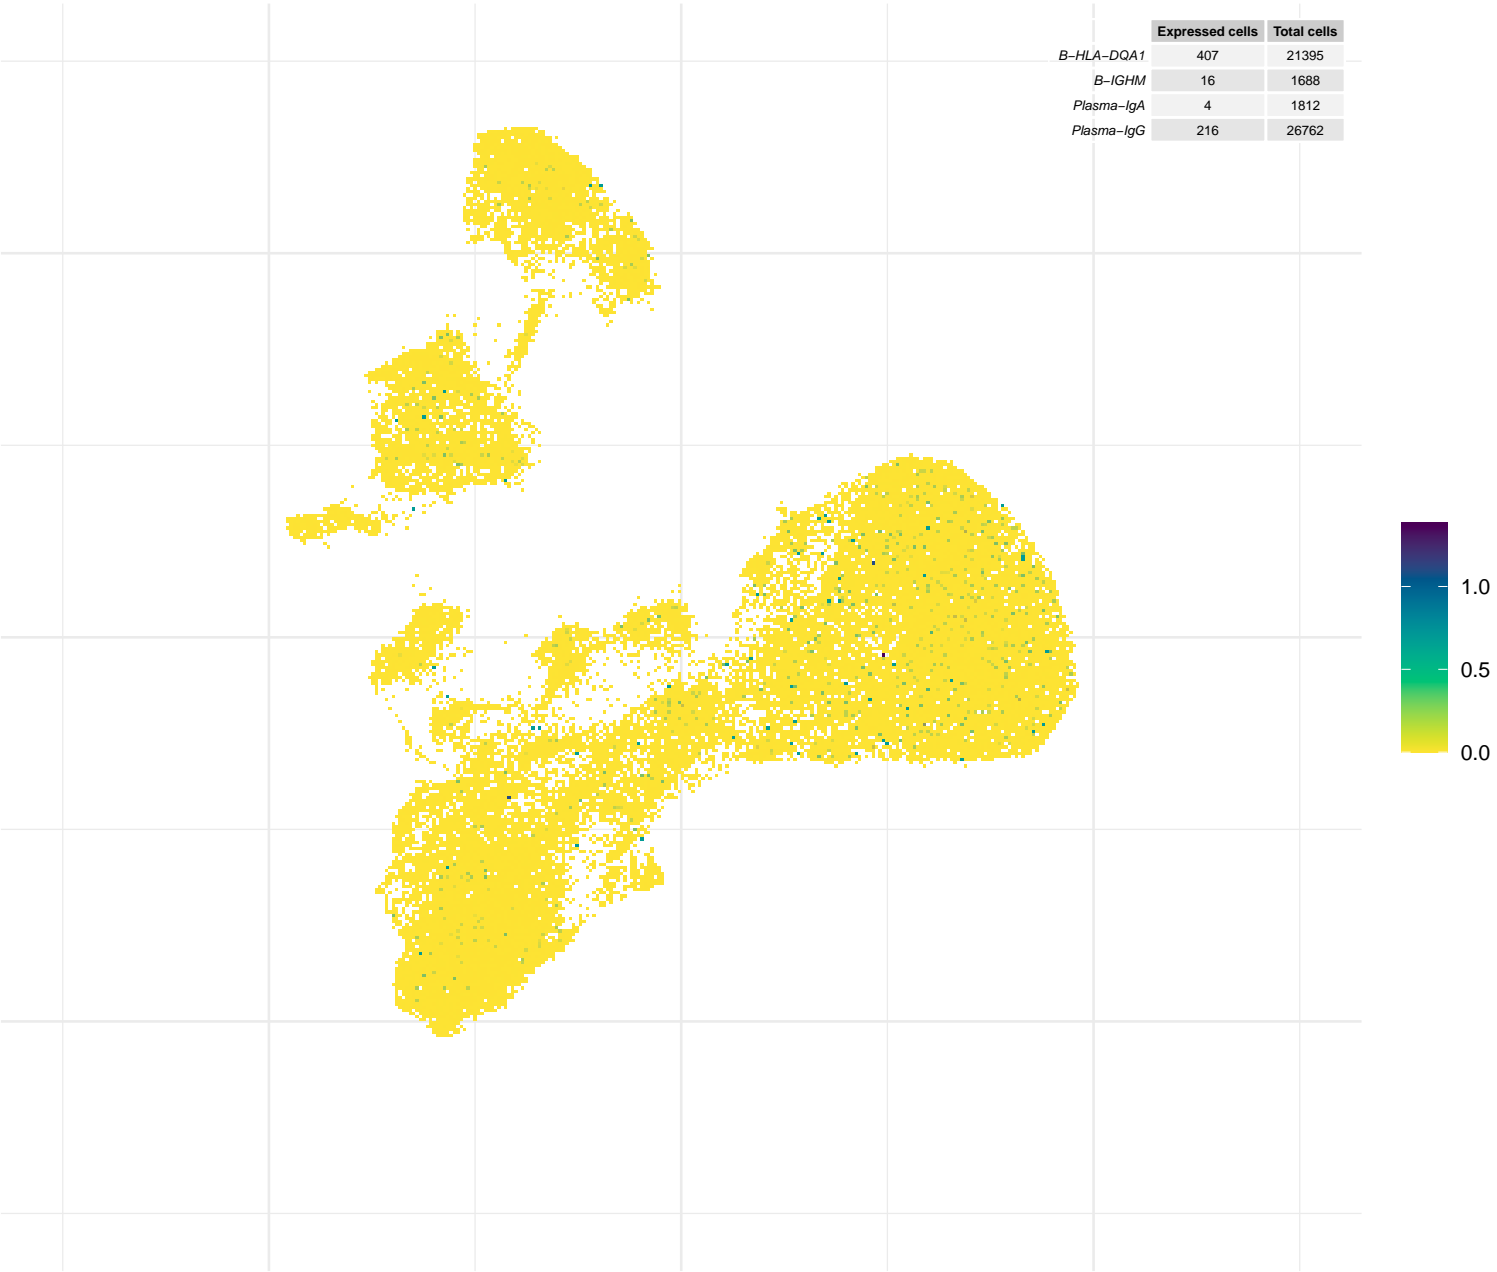 Expressed cells Total cells
B-HLA-DQA1 407 21395
B-IGHM 16 1688
Plasma-IgA 4 1812
Plasma-IgG 216 26762
1.0
0.5
0.0